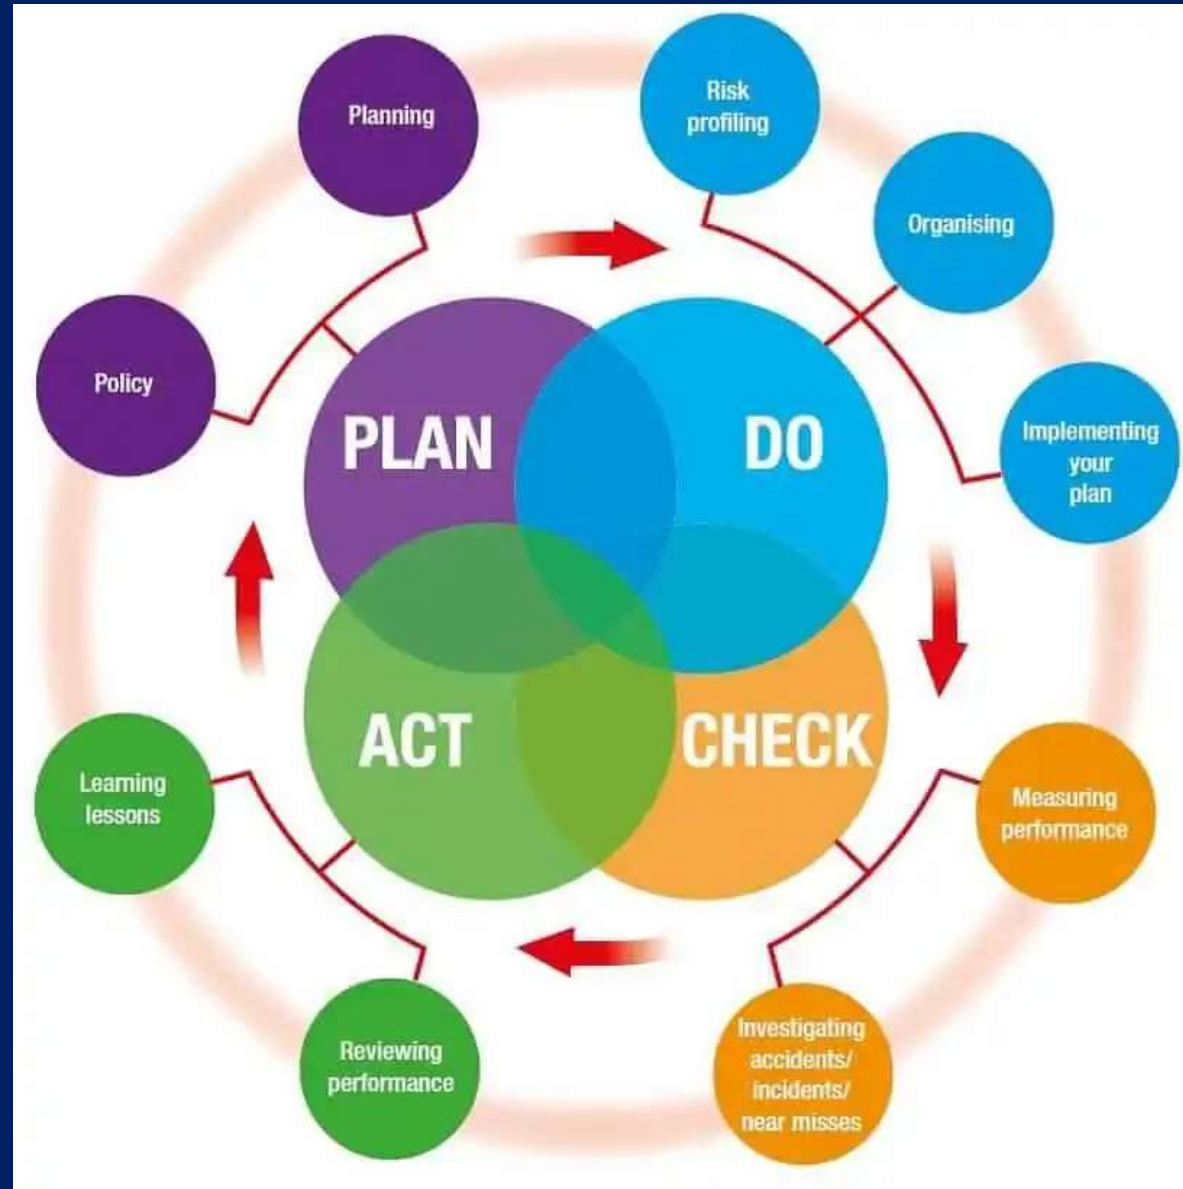 Planning
Risk
profiling
Organising
Policy
Implementing
your
plan
PLAN
DO
ACT
CHECK
Learning
lessons
Measuring
performance
Reviewing
performance
Investigating
accidents/
incidents/
near misses